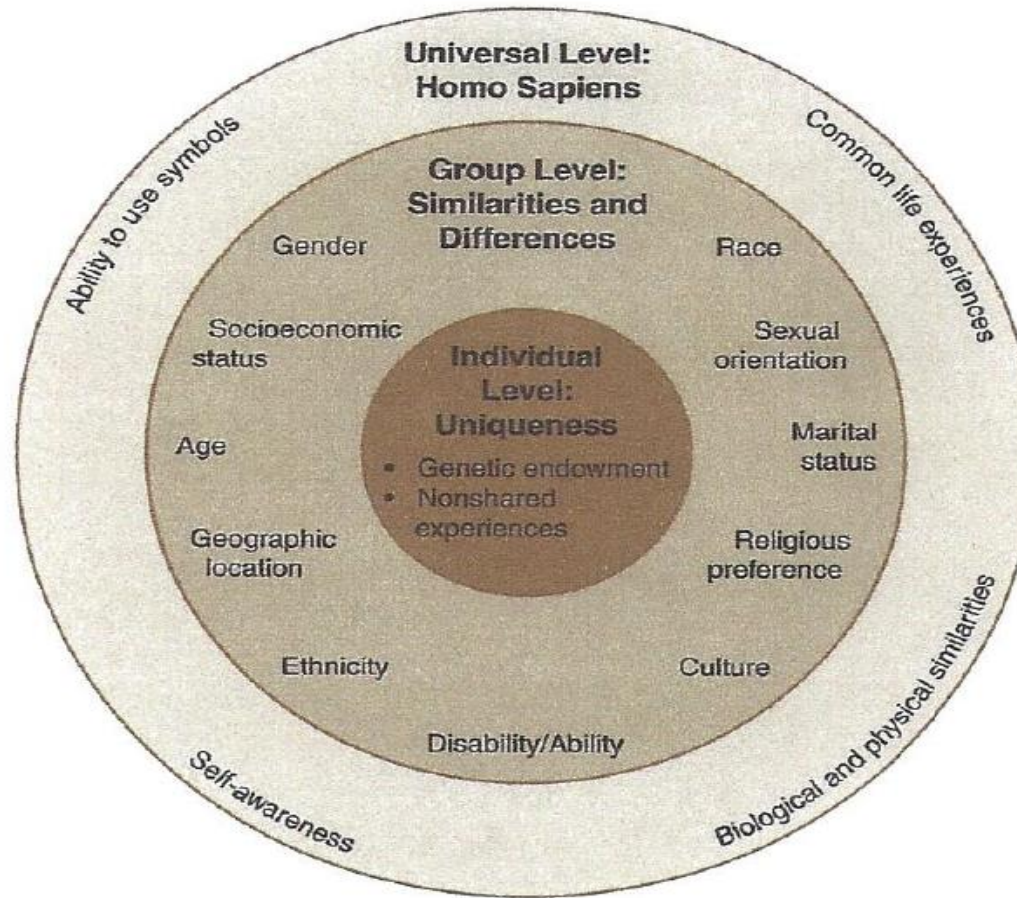 Universal Level:
Homo Sapiens
Ability to use symbols
Common life experiences
Group Level:
Similarities and
Differences
Gender
Race
Socioeconomic
status
Sexual
orientation
Individual
Level:
Uniqueness
• Genetic endowment
• Nonshared
experiences
Age
Marital
status
Geographic
location
Religious
preference
Ethnicity
Culture
Disability/Ability
Self-awareness
Biological and physical similarities